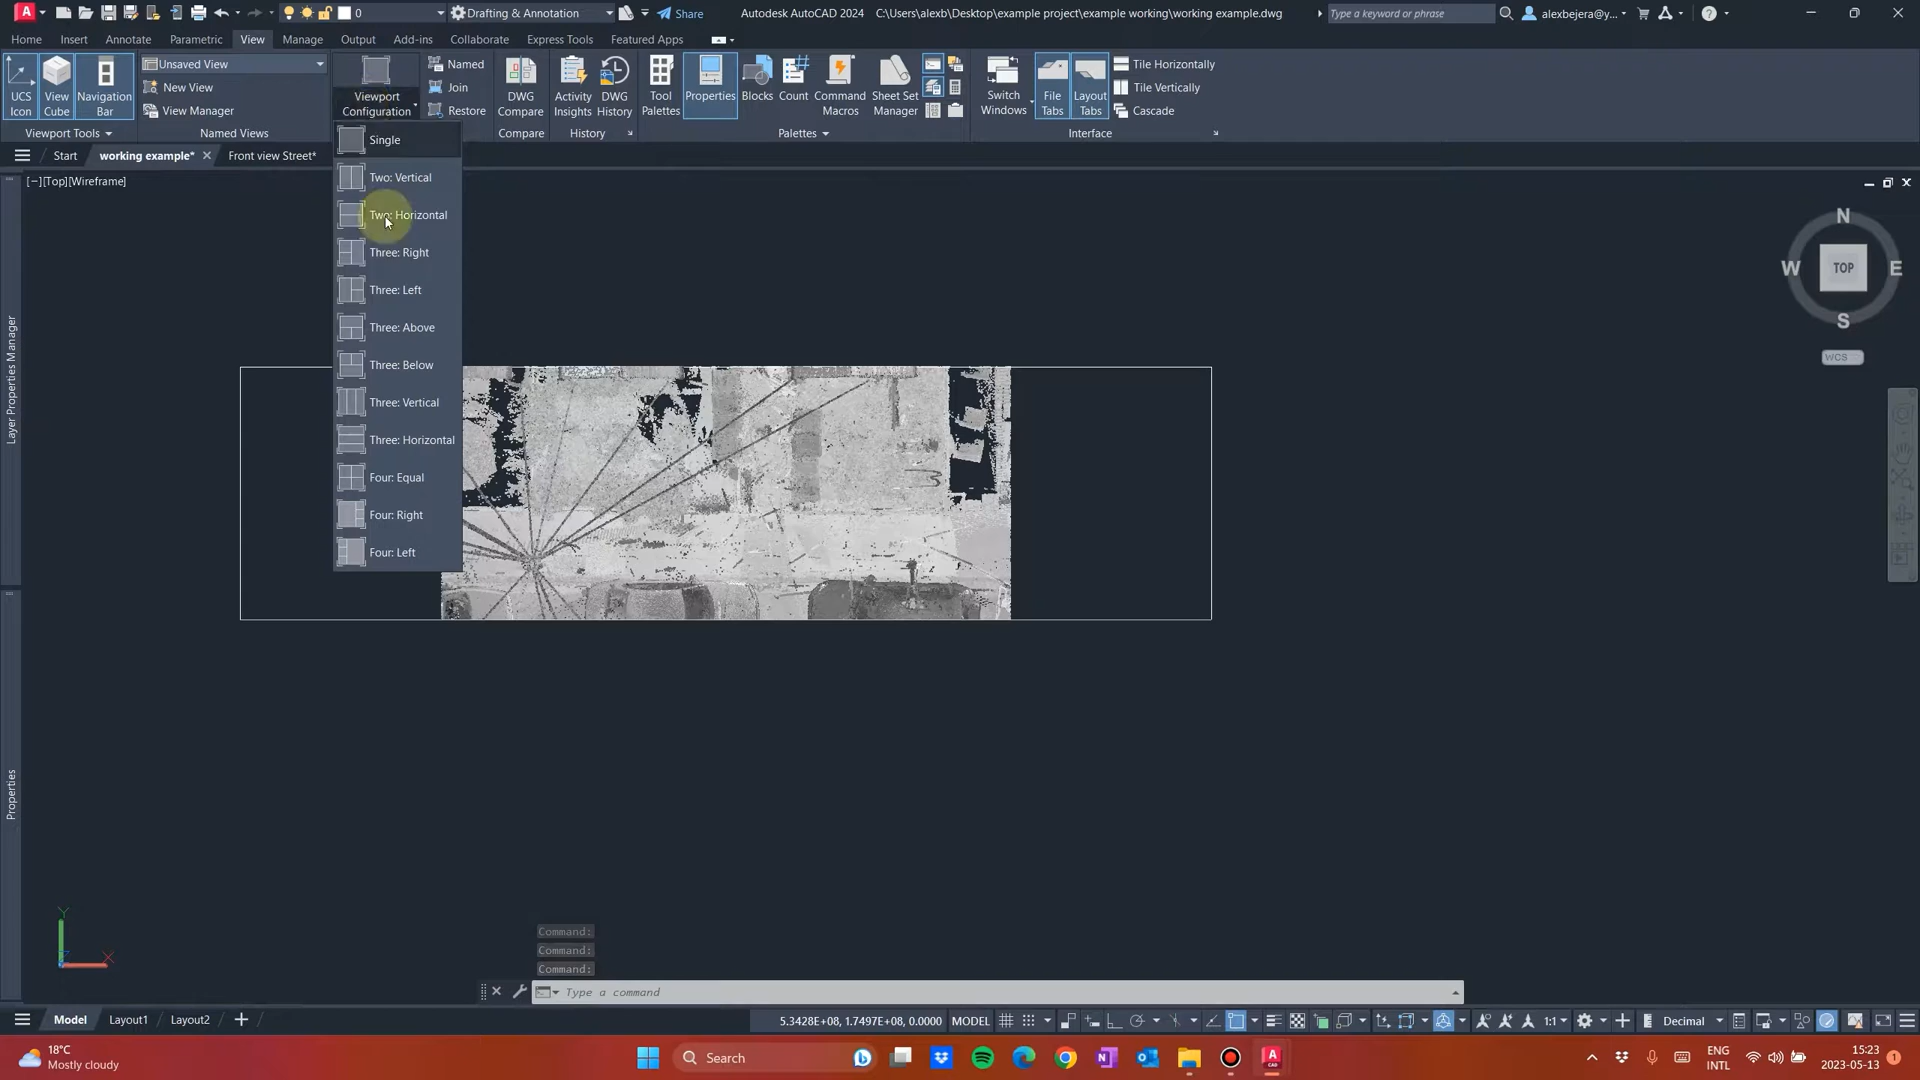 0 Drafting & Annotation Share Autodesk AutoCAD 2024 C:\Users\alexb\Desktop\example project\example working\working example.dwg Type a keyword or phrase alexbejera@y...
Home Insert Annotate Parametric View Manage Output Add-ins Collaborate Express Tools Featured Apps
UCS Icon
View Cube
Navigation Bar
Viewport Tools
Unsaved View
New View
View Manager
Named Views
Viewport Configuration
Named
Join
Restore
DWG Compare
Compare
Activity Insights
DWG History
History
Tool Palettes
Properties
Blocks
Count
Command Macros
Sheet Set Manager
Palettes
Switch Windows
File Tabs
Layout Tabs
Tile Horizontally
Tile Vertically
Cascade
Interface
Start working example* Front view Street*
[−][Top][Wireframe]
Single
Two: Vertical
Two: Horizontal
Three: Right
Three: Left
Three: Above
Three: Below
Three: Vertical
Three: Horizontal
Four: Equal
Four: Right
Four: Left
Layer Properties Manager
Properties
N
W TOP E
S
WCS
Y
X
Command:
Command:
Command:
Type a command
Model Layout1 Layout2 5.3428E+08, 1.7497E+08, 0.0000 MODEL 1:1 Decimal
18°C
Mostly cloudy
Search
ENG
INTL
15:23
2023-05-13
1